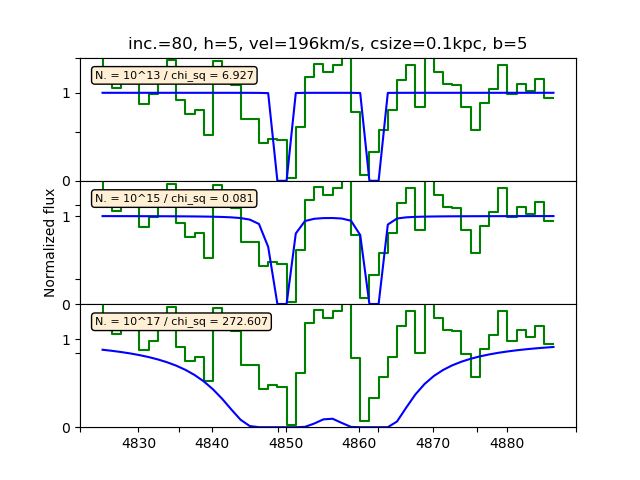 inc.=80, h=5, vel=196km/s, csize=0.1kpc, b=5
N. = 10^13 / chi_sq = 6.927
1
0
N. = 10^15 / chi_sq = 0.081
1
0
N. = 10^17 / chi_sq = 272.607
1
0
Normalized flux
4830 4840 4850 4860 4870 4880